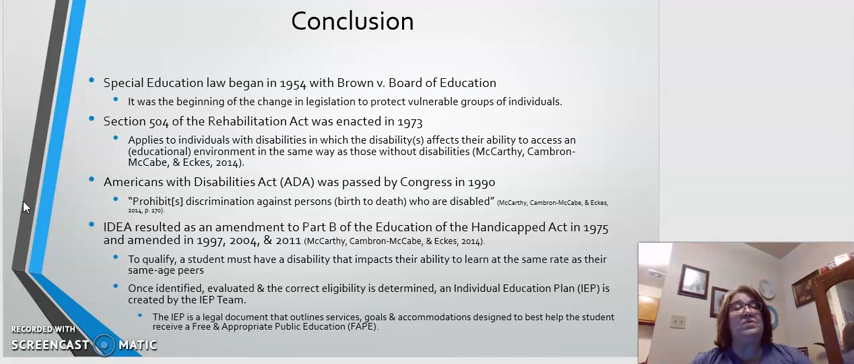 Conclusion
Special Education law began in 1954 with Brown v. Board of Education
It was the beginning of the change in legislation to protect vulnerable groups of individuals.
Section 504 of the Rehabilitation Act was enacted in 1973
Applies to individuals with disabilities in which the disability(s) affects their ability to access an
(educational) environment in the same way as those without disabilities (McCarthy, Cambron-
McCabe, & Eckes, 2014).
Americans with Disabilities Act (ADA) was passed by Congress in 1990
"Prohibit[s] discrimination against persons (birth to death) who are disabled" (McCarthy, Cambron-McCabe, & Eckes,
2014, p. 170).
IDEA resulted as an amendment to Part B of the Education of the Handicapped Act in 1975
and amended in 1997, 2004, & 2011 (McCarthy, Cambron-McCabe, & Eckes, 2014).
To qualify, a student must have a disability that impacts their ability to learn at the same rate as their
same-age peers
Once identified, evaluated & the correct eligibility is determined, an Individual Education Plan (IEP) is
created by the IEP Team.
The IEP is a legal document that outlines services, goals & accommodations designed to best help the student
receive a Free & Appropriate Public Education (FAPE).
RECORDED WITH
SCREENCAST MATIC